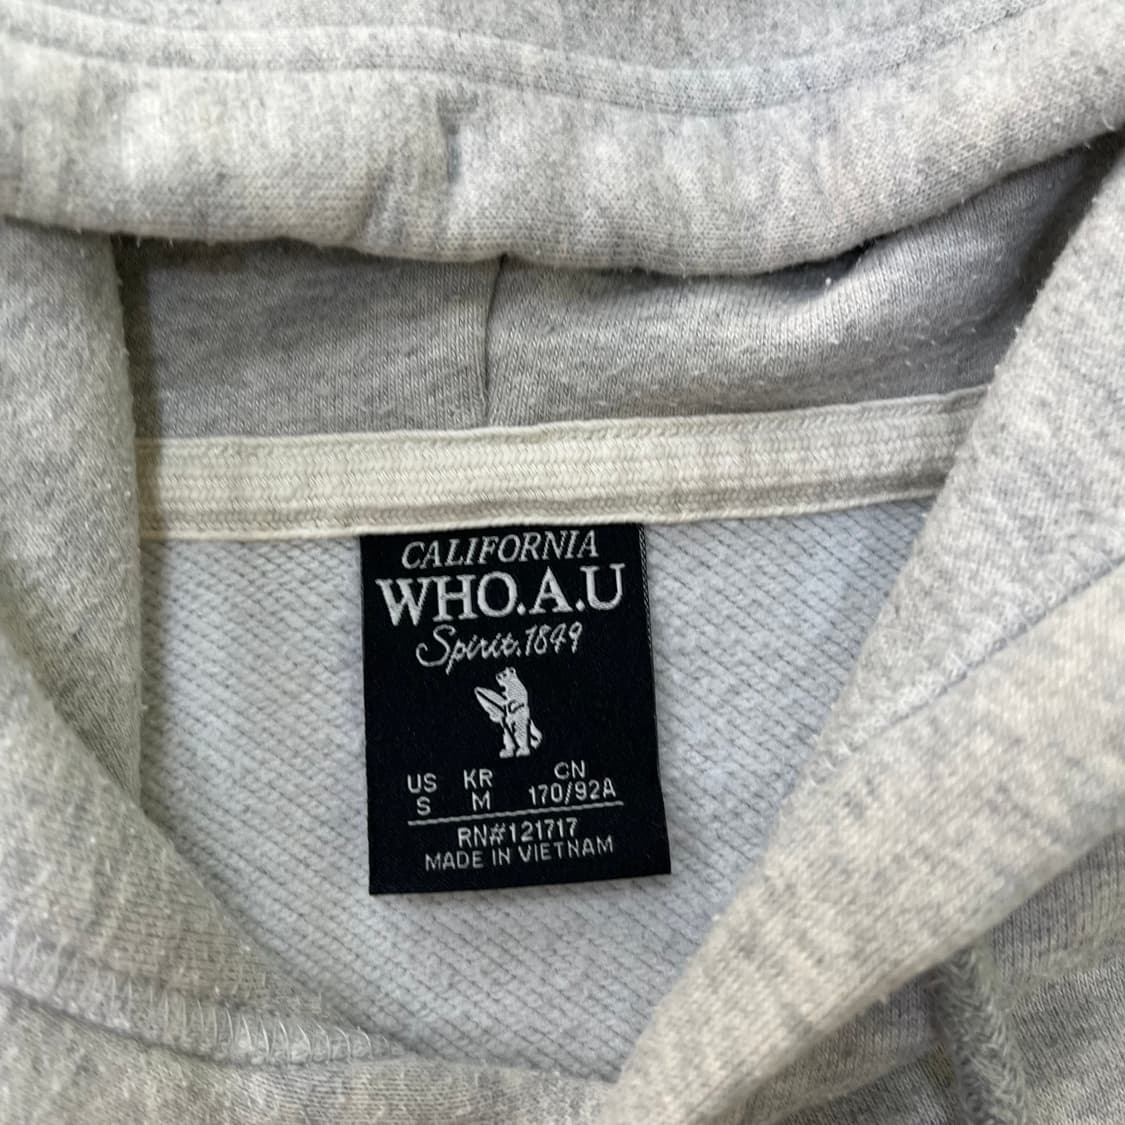 CALIFORNIA
WHO.A.U
Spirit.1849
US KR CN
S M 170/92A
RN#121717
MADE IN VIETNAM